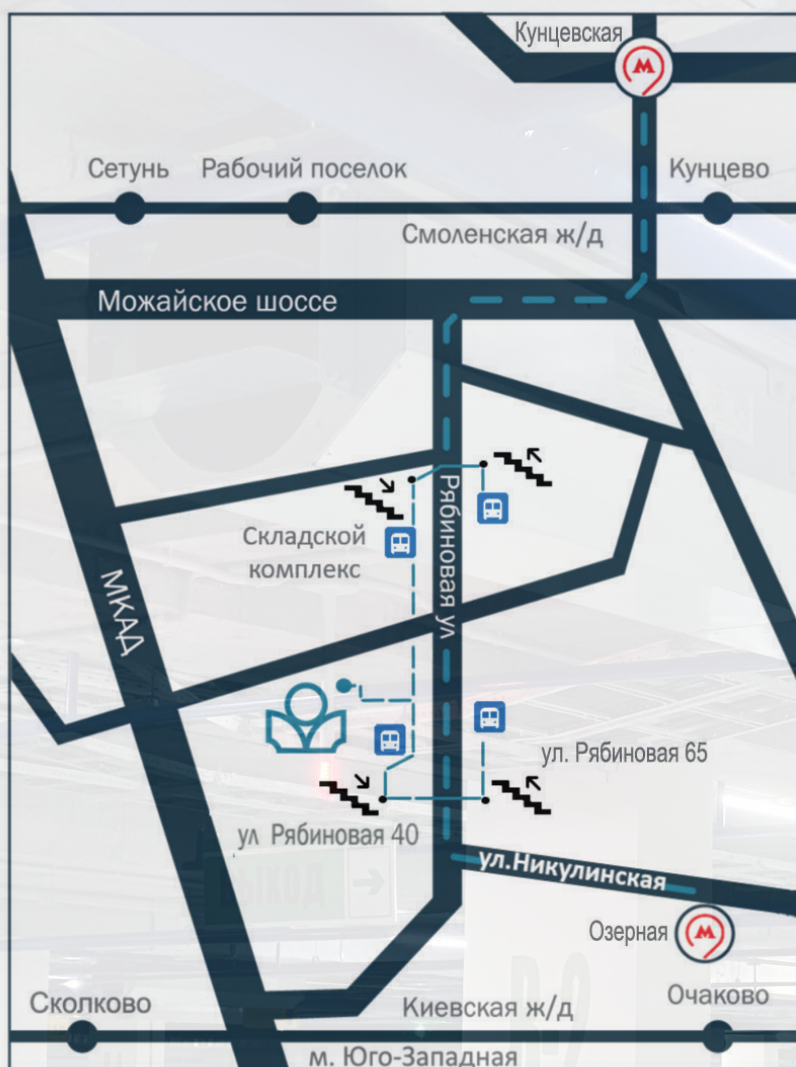 Кунцевская
М
Сетунь
Рабочий поселок
Кунцево
Смоленская ж/д
Можайское шоссе
Складской
комплекс
Рябиновая ул
МКАД
ул. Рябиновая 65
ул Рябиновая 40
ул.Никулинская
ВЫХОД
Озерная
М
Сколково
Киевская ж/д
Очаково
м. Юго-Западная